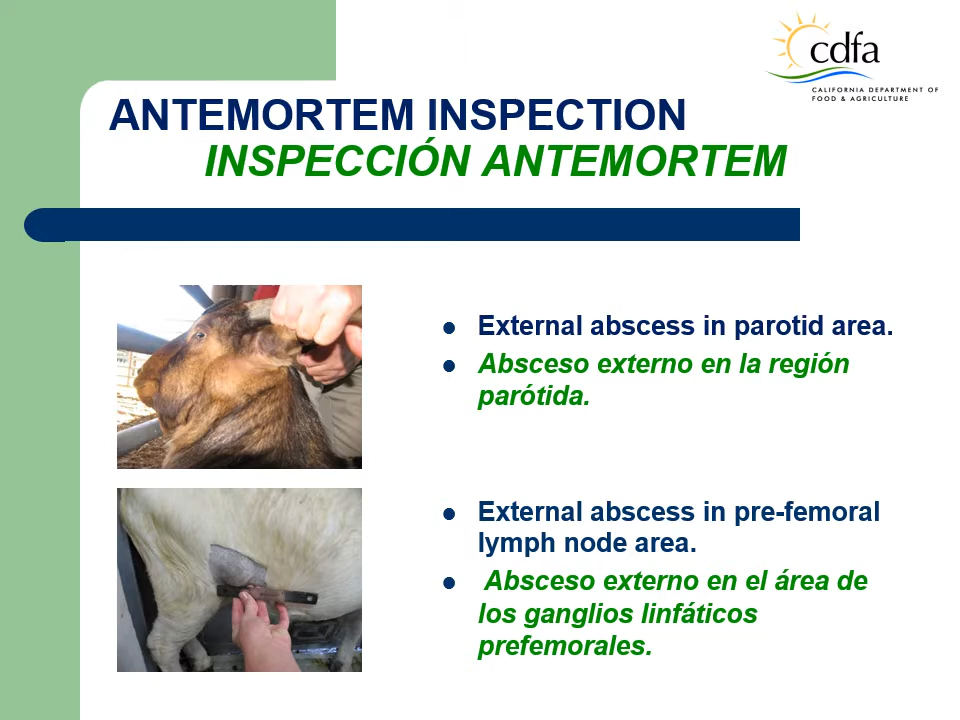 cdfa
CALIFORNIA DEPARTMENT OF
FOOD & AGRICULTURE
ANTEMORTEM INSPECTION
INSPECCIÓN ANTEMORTEM
External abscess in parotid area.
Absceso externo en la región
parótida.
External abscess in pre-femoral
lymph node area.
Absceso externo en el área de
los ganglios linfáticos
prefemorales.